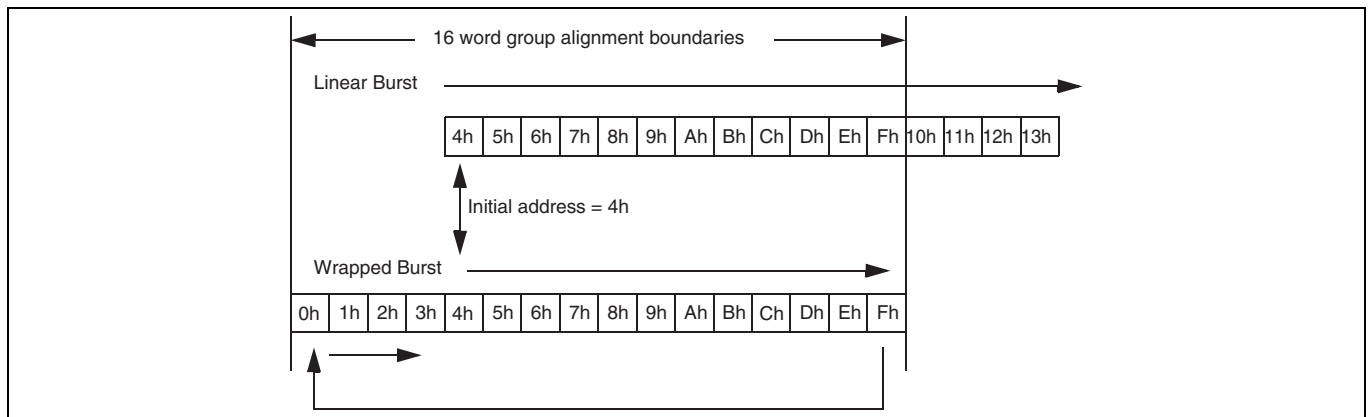 16 word group alignment boundaries
Linear Burst
4h 5h 6h 7h 8h 9h Ah Bh Ch Dh Eh Fh 10h 11h 12h 13h
Initial address = 4h
Wrapped Burst
0h 1h 2h 3h 4h 5h 6h 7h 8h 9h Ah Bh Ch Dh Eh Fh